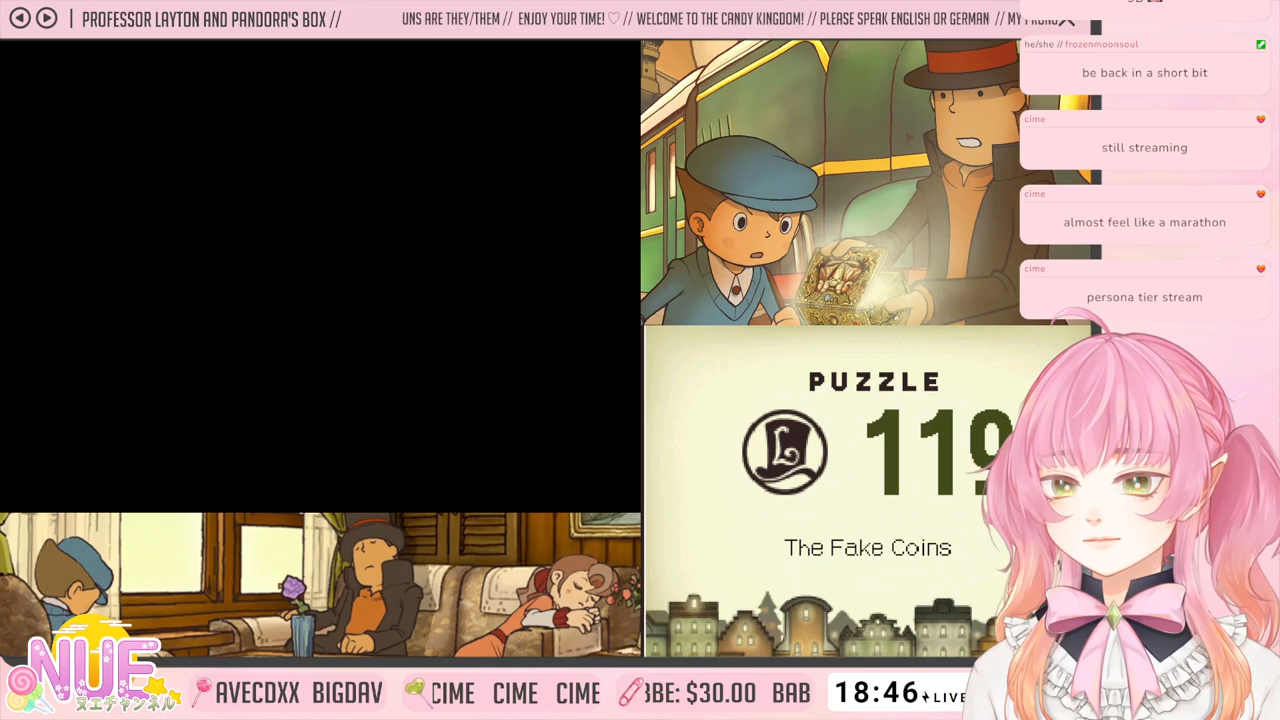 PROFESSOR LAYTON AND PANDORA'S BOX //
UNS ARE THEY/THEM // ENJOY YOUR TIME! ♡ // WELCOME TO THE CANDY KINGDOM! // PLEASE SPEAK ENGLISH OR GERMAN // MY
he/she // frozenmoonsoul
be back in a short bit
cime
still streaming
cime
almost feel like a marathon
cime
persona tier stream
PUZZLE
L 119
The Fake Coins
NUE
ヌエチャンネル
AVECDXX BIGDAV
CIME CIME CIME
BBE: $30.00 BAB
18:46 LIVE